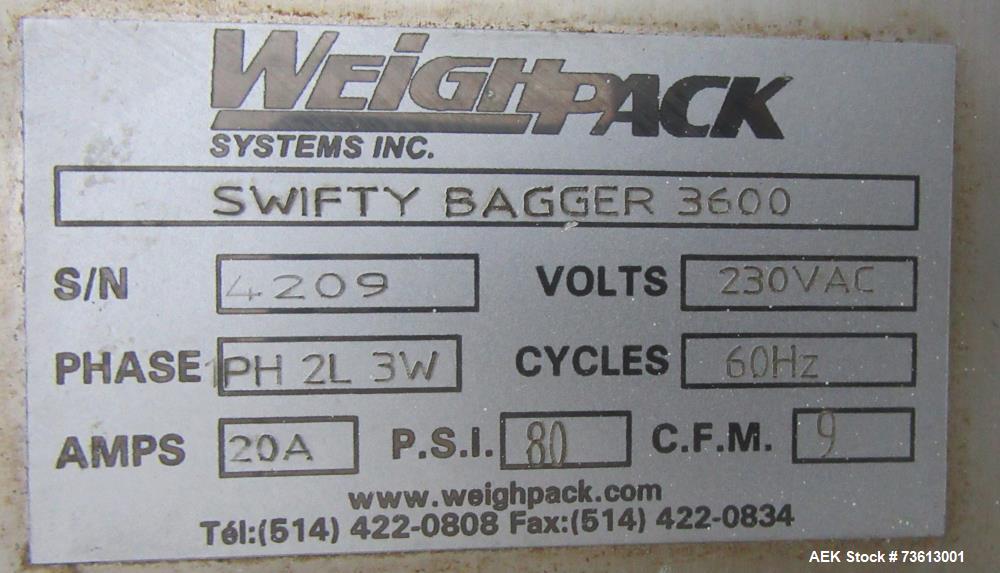 WEIGHPACK
SYSTEMS INC.
SWIFTY BAGGER 3600
S/N 4209 VOLTS 230VAC
PHASE 1PH 2L 3W CYCLES 60Hz
AMPS 20A P.S.I. 80 C.F.M. 9
www.weighpack.com
Tél:(514) 422-0808 Fax:(514) 422-0834
AEK Stock #73613001